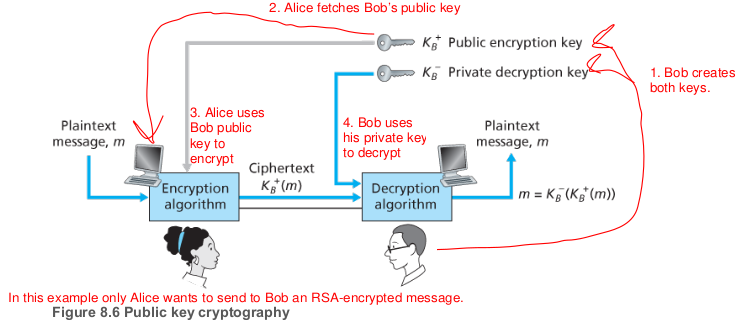 2. Alice fetches Bob's public key
K_B^+ Public encryption key
K_B^- Private decryption key
1. Bob creates
both keys.
3. Alice uses
Bob public
key to
encrypt
4. Bob uses
his private key
to decrypt
Plaintext
message, m
Plaintext
message, m
Ciphertext
K_B^+(m)
Encryption
algorithm
Decryption
algorithm
m = K_B^-(K_B^+(m))
In this example only Alice wants to send to Bob an RSA-encrypted message.
Figure 8.6 Public key cryptography